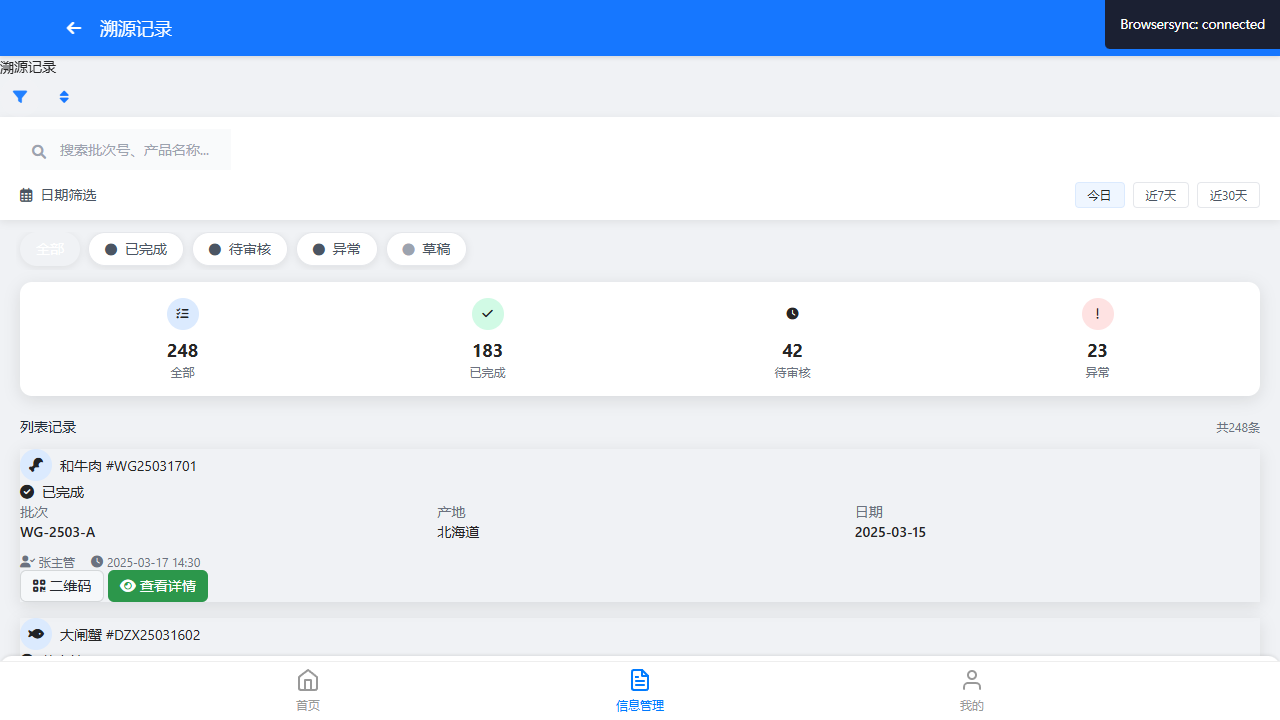 溯源记录
Browsersync: connected
溯源记录
搜索批次号、产品名称...
日期筛选
今日 近7天 近30天
全部 已完成 待审核 异常 草稿
248 183 42 23
全部 已完成 待审核 异常
列表记录 共248条
和牛肉 #WG25031701
已完成
批次 产地 日期
WG-2503-A 北海道 2025-03-15
张主管 2025-03-17 14:30
二维码 查看详情
大闸蟹 #DZX25031602
首页 信息管理 我的